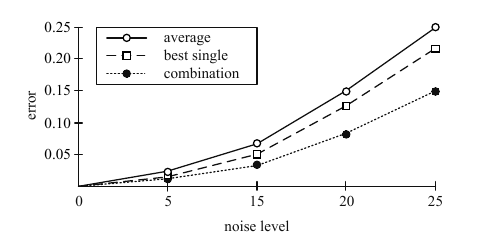 0.25
0.20
0.15
0.10
0.05
error
average
best single
combination
0 5 15 20 25
noise level